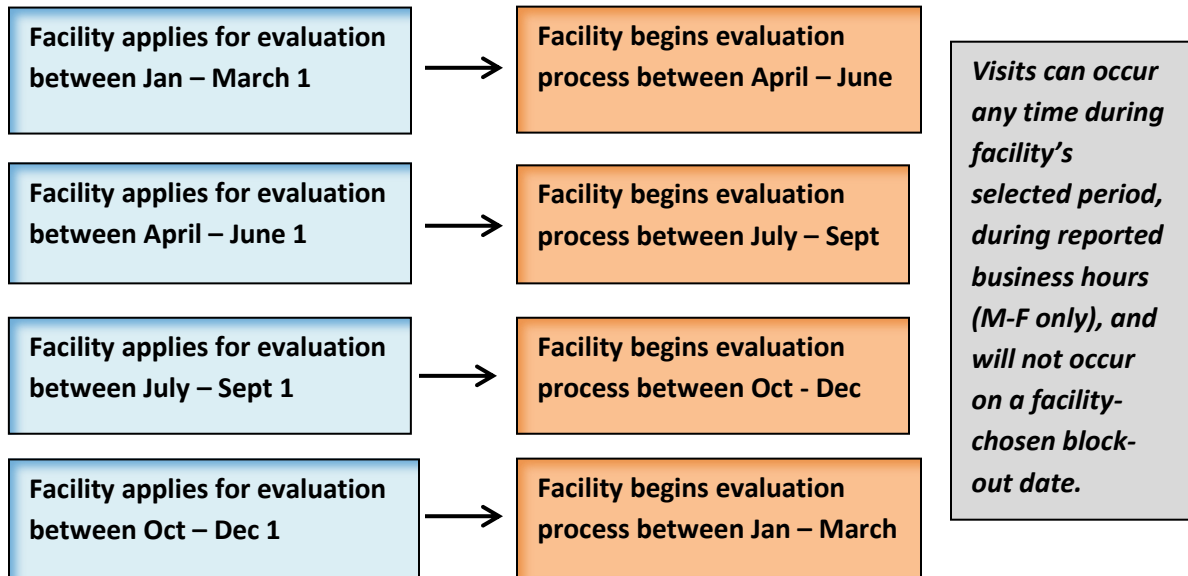 Facility applies for evaluation
between Jan – March 1
Facility begins evaluation
process between April – June
Facility applies for evaluation
between April – June 1
Facility begins evaluation
process between July – Sept
Facility applies for evaluation
between July – Sept 1
Facility begins evaluation
process between Oct - Dec
Facility applies for evaluation
between Oct – Dec 1
Facility begins evaluation
process between Jan – March
Visits can occur
any time during
facility’s
selected period,
during reported
business hours
(M-F only), and
will not occur
on a facility-
chosen block-
out date.